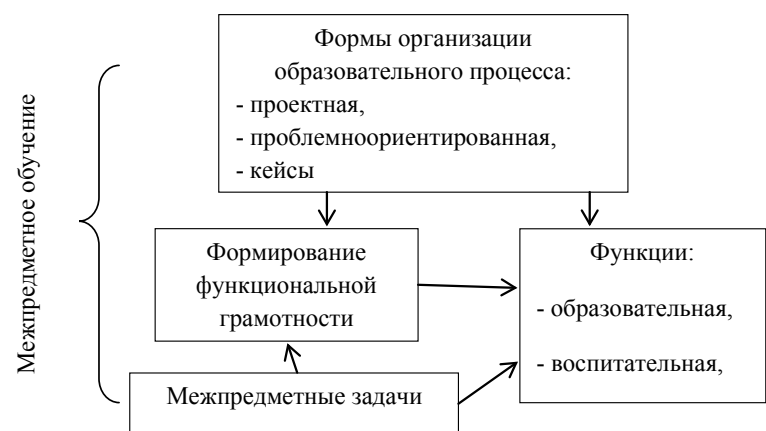 Межпредметное обучение
Формы организации
образовательного процесса:
- проектная,
- проблемноориентированная,
- кейсы
Формирование
функциональной
грамотности
Функции:
- образовательная,
- воспитательная,
Межпредметные задачи